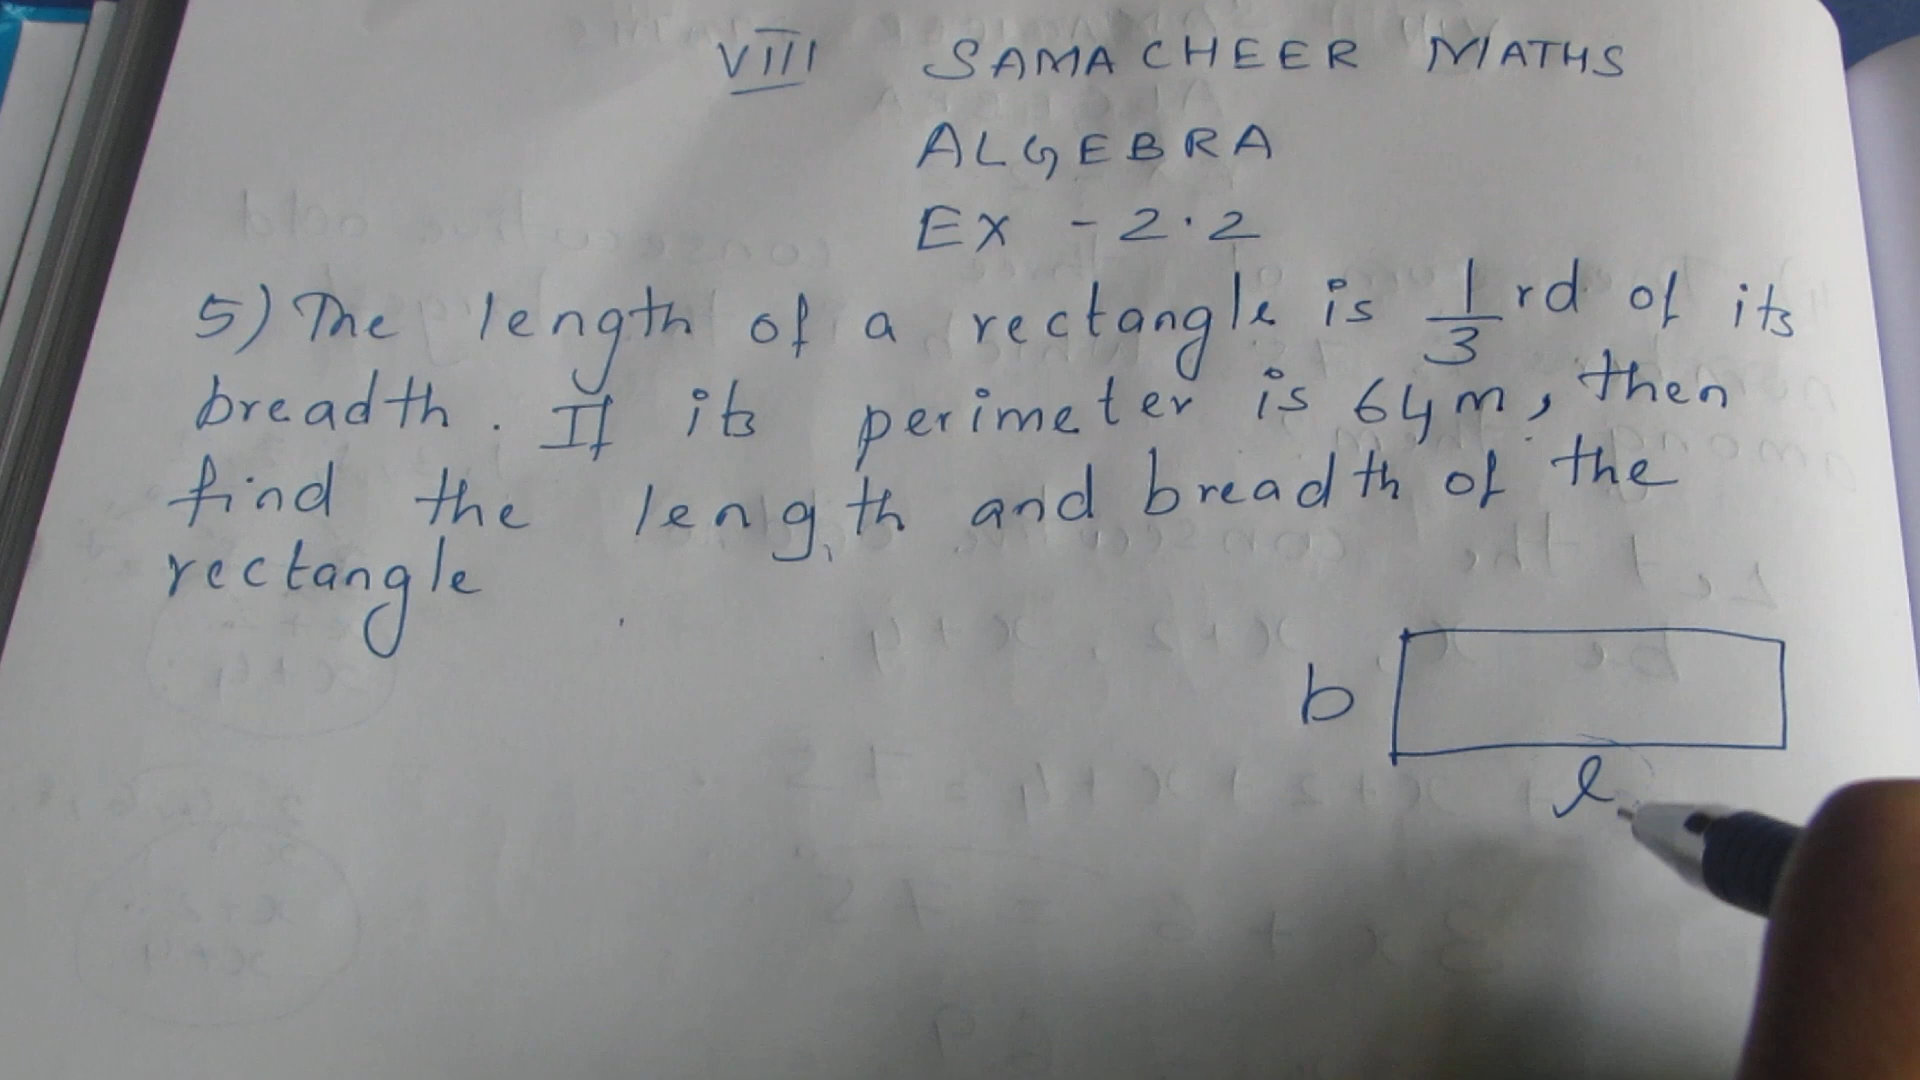 VIII SAMACHEER MATHS
ALGEBRA
EX - 2.2
5) The length of a rectangle is 1/3 rd of its
breadth. If its perimeter is 64m, then
find the length and breadth of the
rectangle
b
l